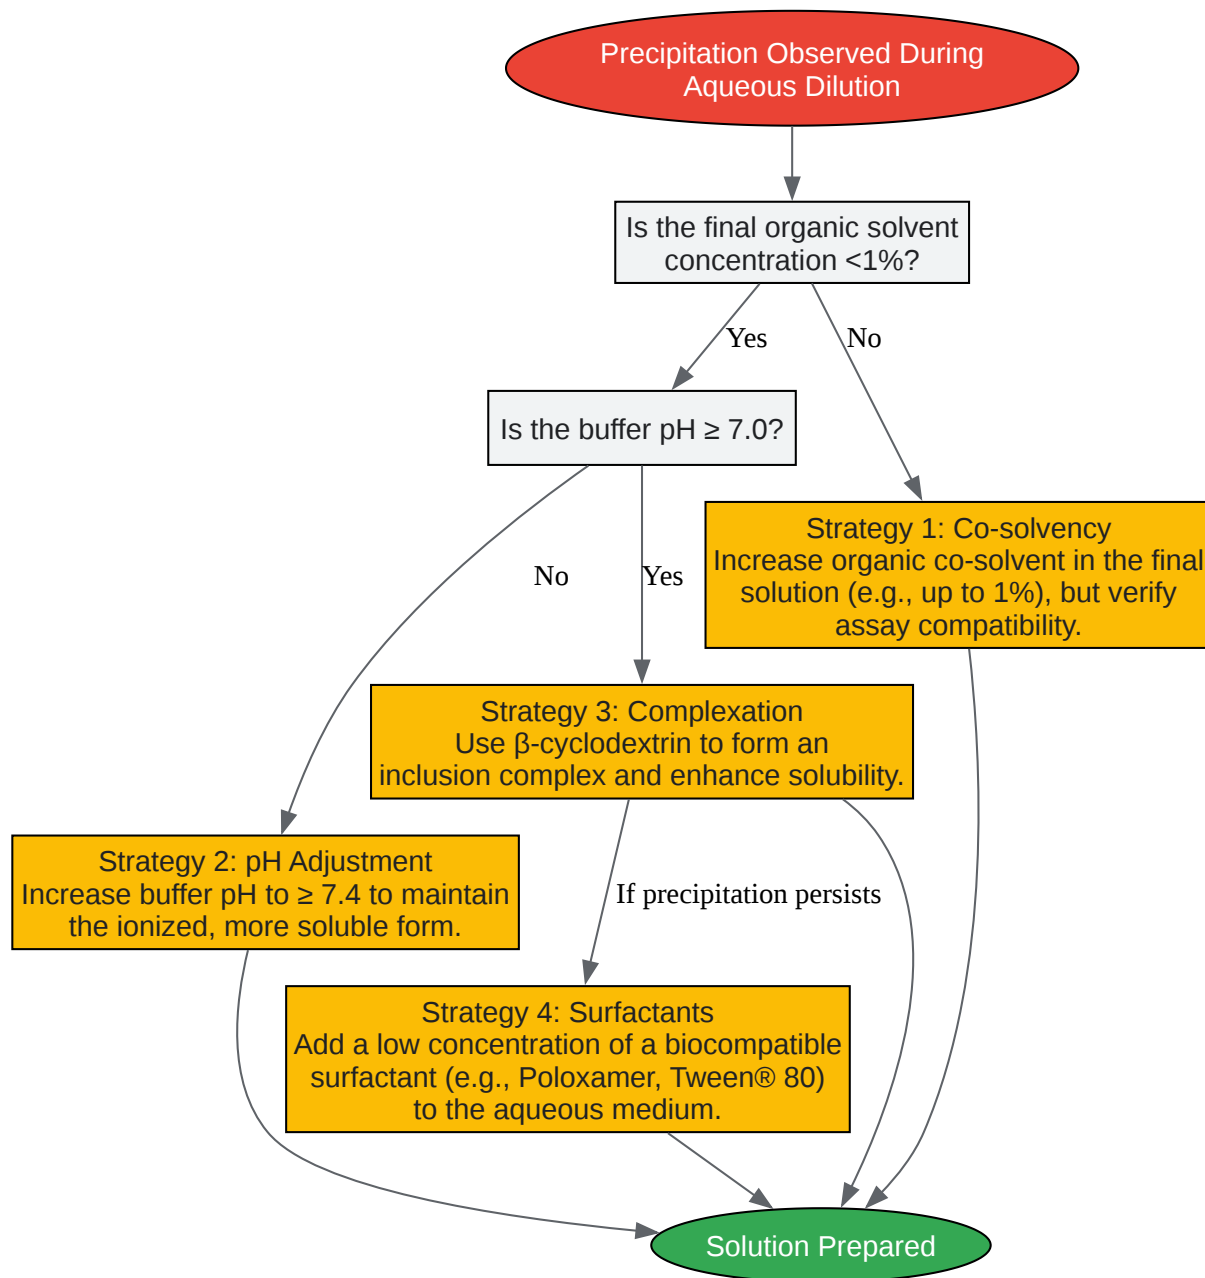 Precipitation Observed During
Aqueous Dilution
Is the final organic solvent
concentration <1%?
Yes
No
Is the buffer pH ≥ 7.0?
No
Yes
Strategy 1: Co-solvency
Increase organic co-solvent in the final
solution (e.g., up to 1%), but verify
assay compatibility.
Strategy 3: Complexation
Use β-cyclodextrin to form an
inclusion complex and enhance solubility.
Strategy 2: pH Adjustment
Increase buffer pH to ≥ 7.4 to maintain
the ionized, more soluble form.
If precipitation persists
Strategy 4: Surfactants
Add a low concentration of a biocompatible
surfactant (e.g., Poloxamer, Tween® 80)
to the aqueous medium.
Solution Prepared